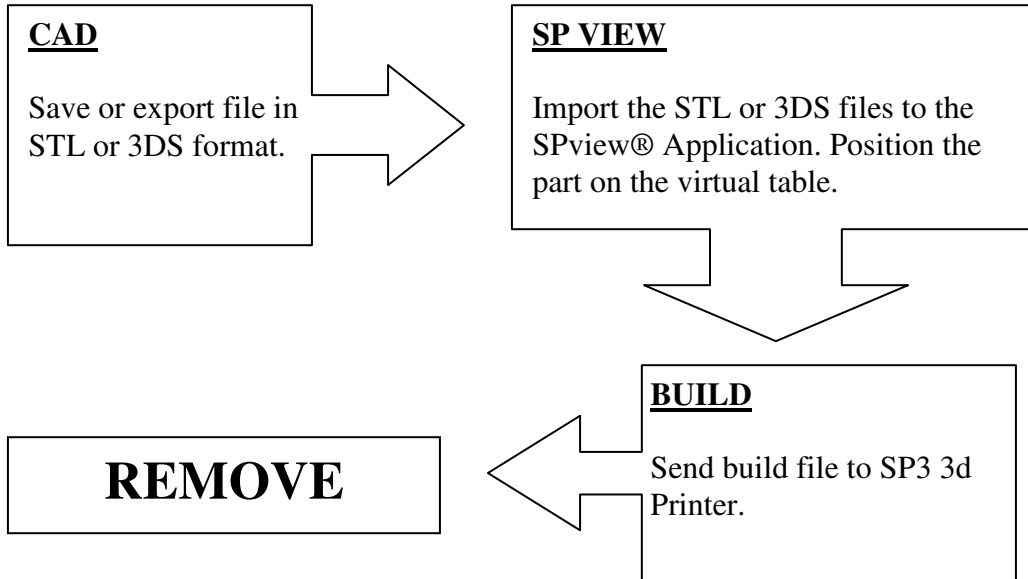 CAD
Save or export file in
STL or 3DS format.
SP VIEW
Import the STL or 3DS files to the
SPview® Application. Position the
part on the virtual table.
BUILD
Send build file to SP3 3d
Printer.
REMOVE